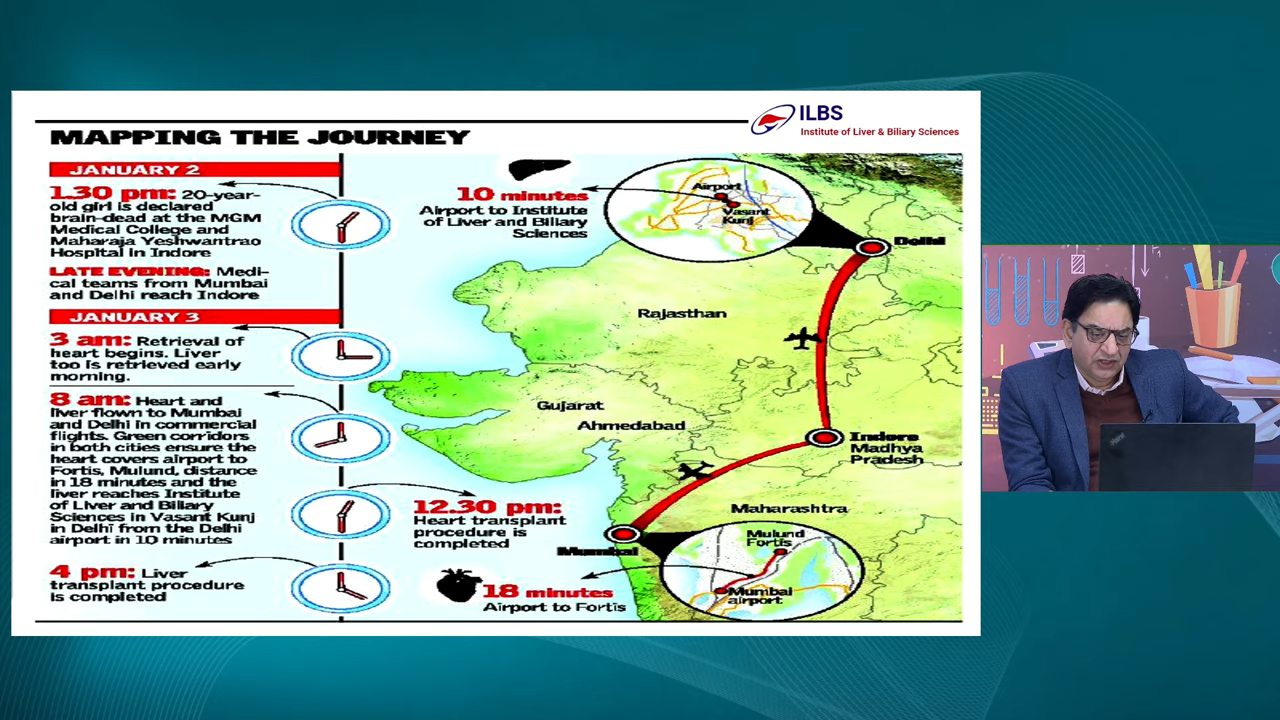 ILBS
Institute of Liver & Biliary Sciences
MAPPING THE JOURNEY
JANUARY 2
1.30 pm: 20-year-
old girl is declared
brain-dead at the MGM
Medical College and
Maharaja Yeshwantrao
Hospital in Indore
LATE EVENING: Medi-
cal teams from Mumbai
and Delhi reach Indore
JANUARY 3
3 am: Retrieval of
heart begins. Liver
too is retrieved early
morning.
8 am: Heart and
liver flown to Mumbai
and Delhi in commercial
flights. Green corridors
in both cities ensure the
heart covers airport to
Fortis, Mulund, distance
in 18 minutes and the
liver reaches Institute
of Liver and Biliary
Sciences in Vasant Kunj
in Delhi from the Delhi
airport in 10 minutes
4 pm: Liver
transplant procedure
is completed
10 minutes
Airport to Institute
of Liver and Biliary
Sciences
Airport
Vasant
Kunj
Delhi
Rajasthan
Gujarat
Ahmedabad
Indore
Madhya
Pradesh
12.30 pm:
Heart transplant
procedure is
completed
Maharashtra
Mumbai
Mulund
Fortis
Mumbai
airport
18 minutes
Airport to Fortis